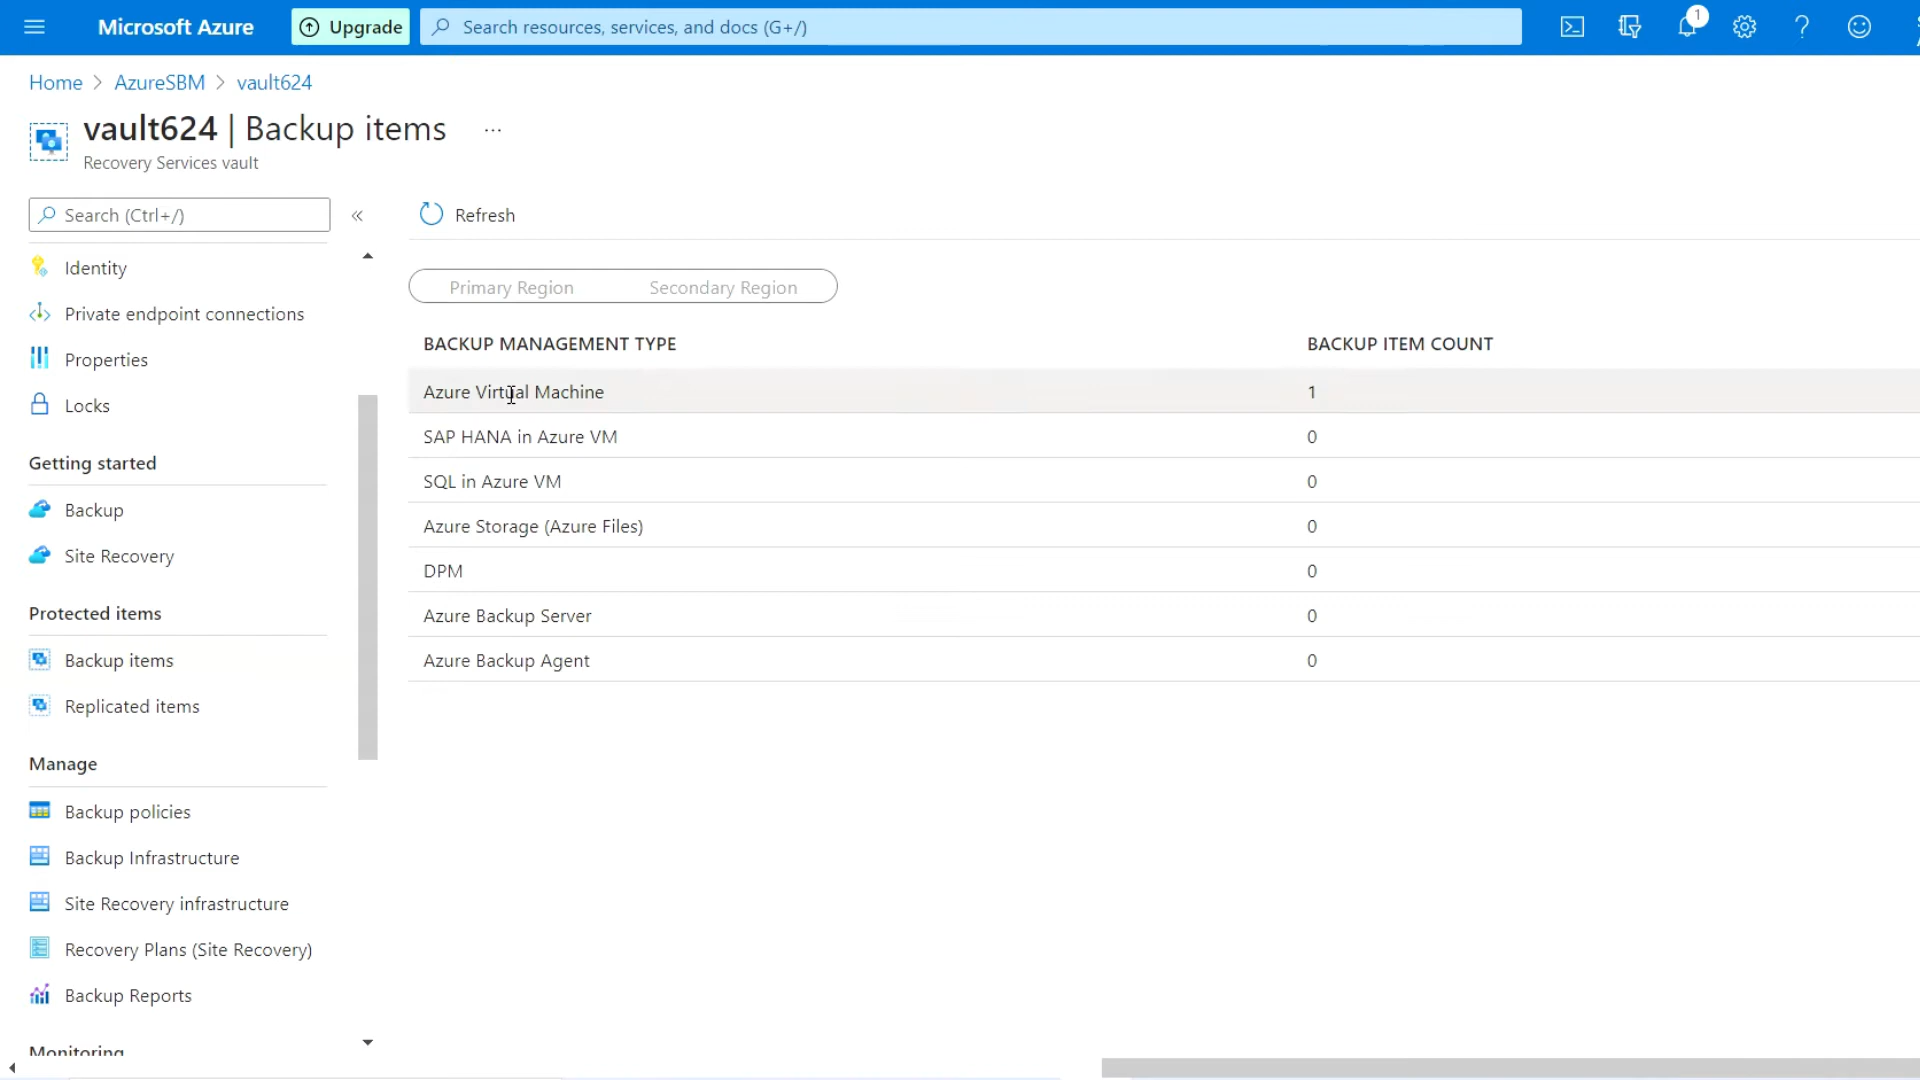 Microsoft Azure
Upgrade
Search resources, services, and docs (G+/)
1
Home > AzureSBM > vault624
vault624 | Backup items ...
Recovery Services vault
Search (Ctrl+/)
«
Refresh
Identity
Private endpoint connections
Properties
Locks
Getting started
Backup
Site Recovery
Protected items
Backup items
Replicated items
Manage
Backup policies
Backup Infrastructure
Site Recovery infrastructure
Recovery Plans (Site Recovery)
Backup Reports
Monitoring
Primary Region Secondary Region
BACKUP MANAGEMENT TYPE BACKUP ITEM COUNT
Azure Virtual Machine 1
SAP HANA in Azure VM 0
SQL in Azure VM 0
Azure Storage (Azure Files) 0
DPM 0
Azure Backup Server 0
Azure Backup Agent 0